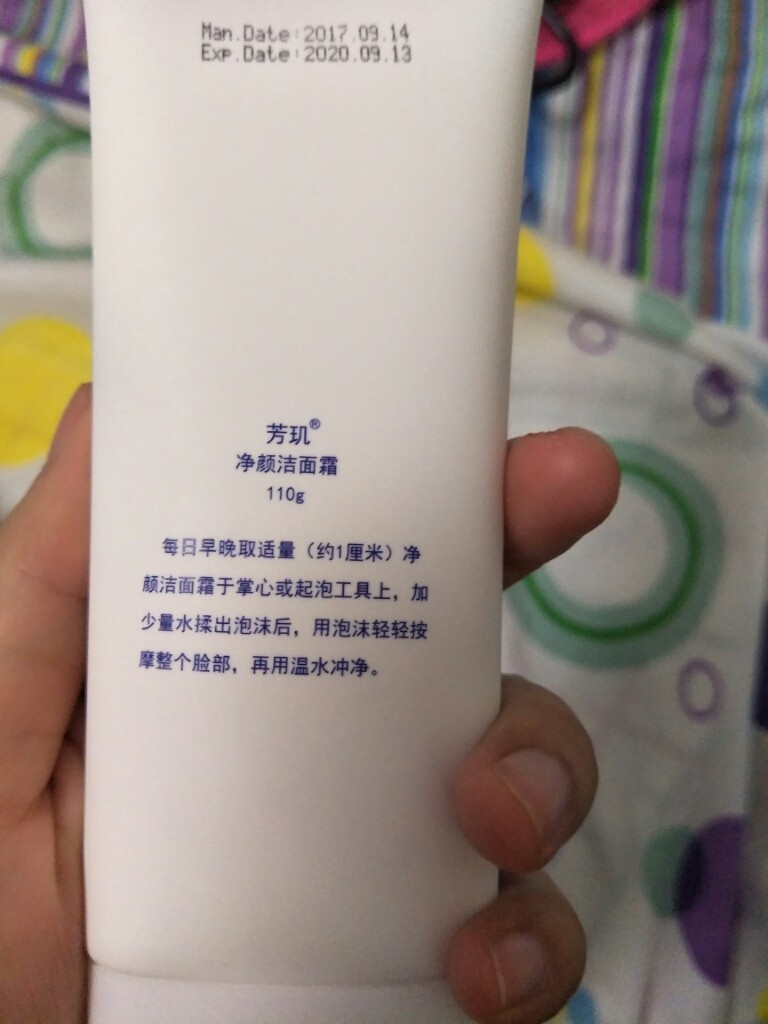 Man.Date:2017.09.14
Exp.Date:2020.09.13
芳玑®
净颜洁面霜
110g
每日早晚取适量（约1厘米）净
颜洁面霜于掌心或起泡工具上，加
少量水揉出泡沫后，用泡沫轻轻按
摩整个脸部，再用温水冲净。